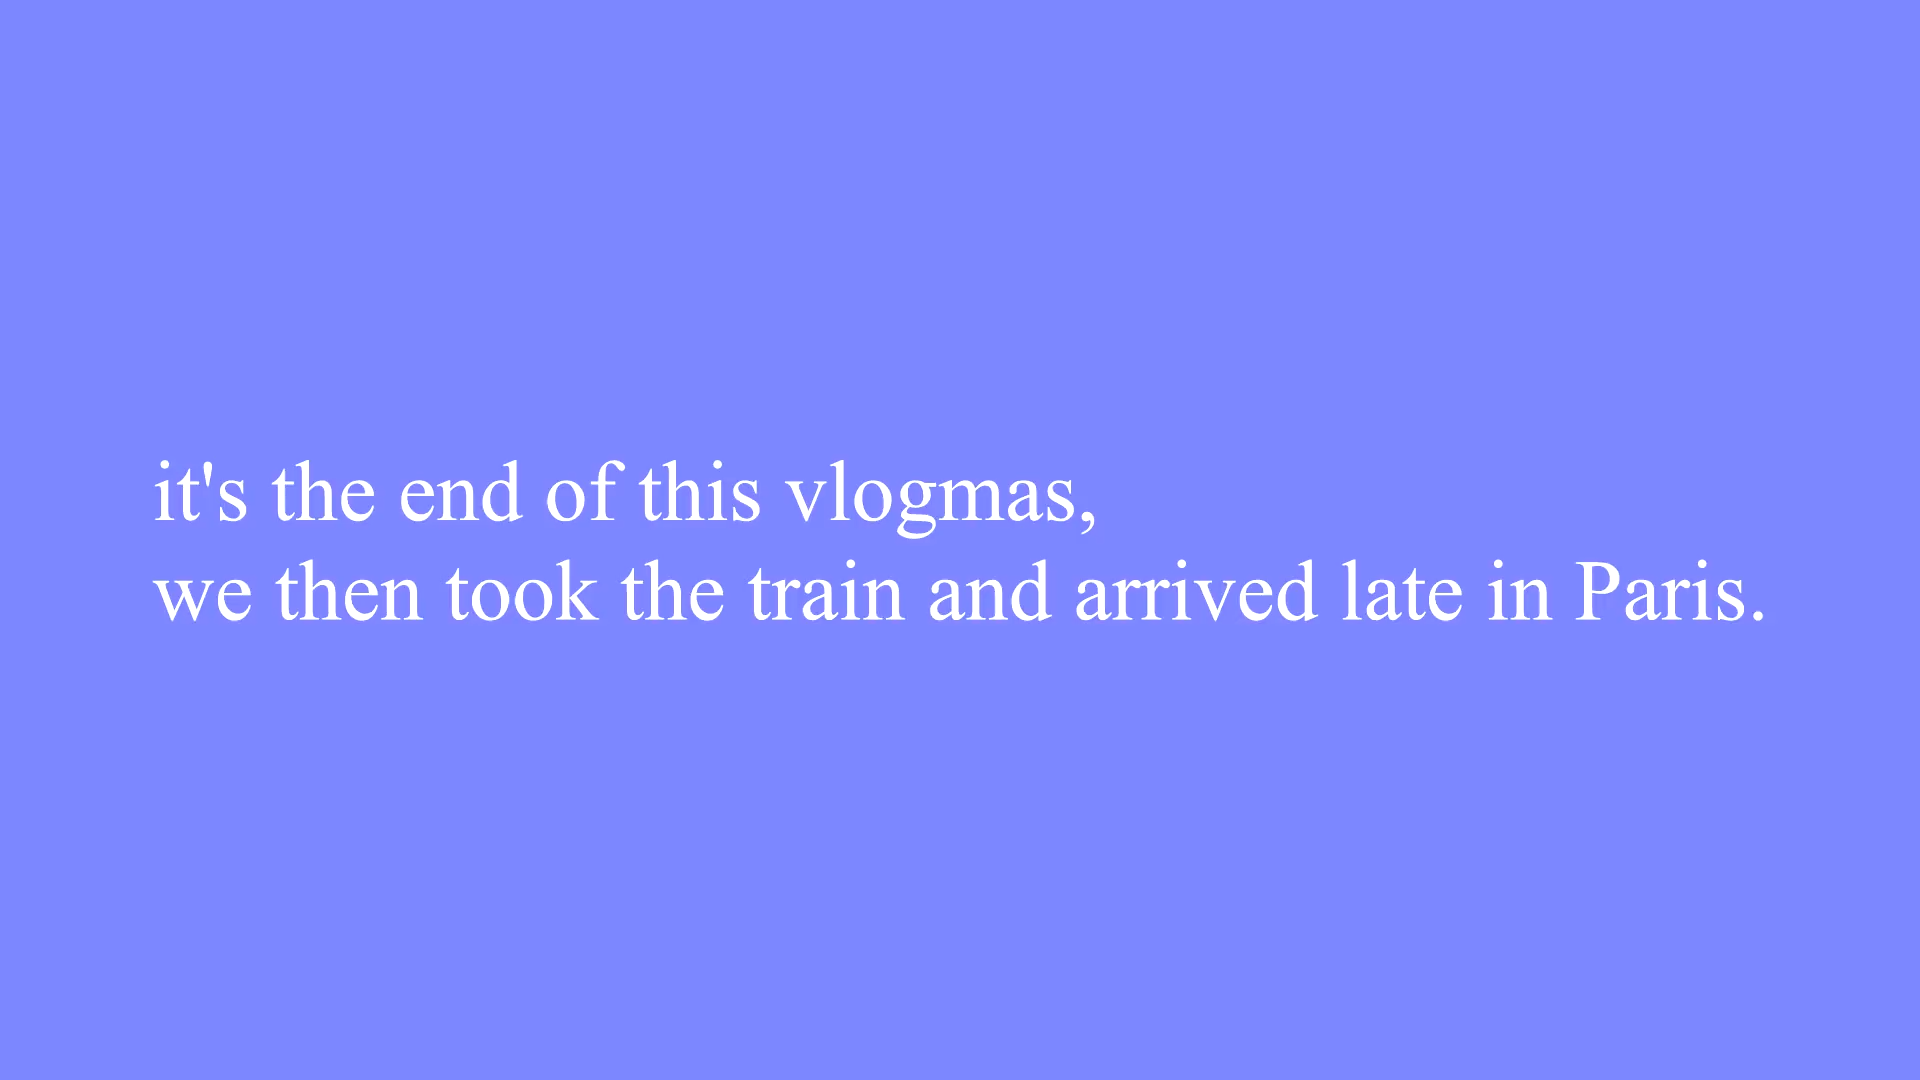 it's the end of this vlogmas,
we then took the train and arrived late in Paris.